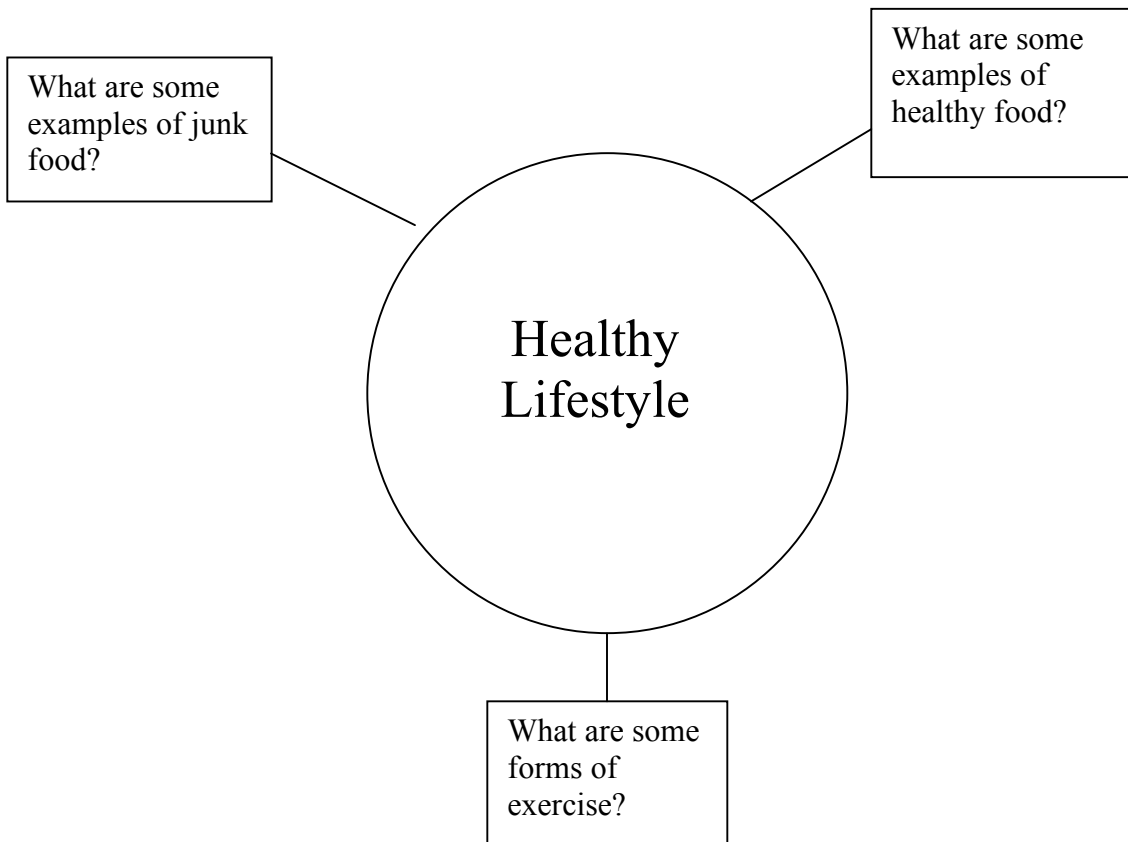 What are some
examples of junk
food?
What are some
examples of
healthy food?
Healthy
Lifestyle
What are some
forms of
exercise?